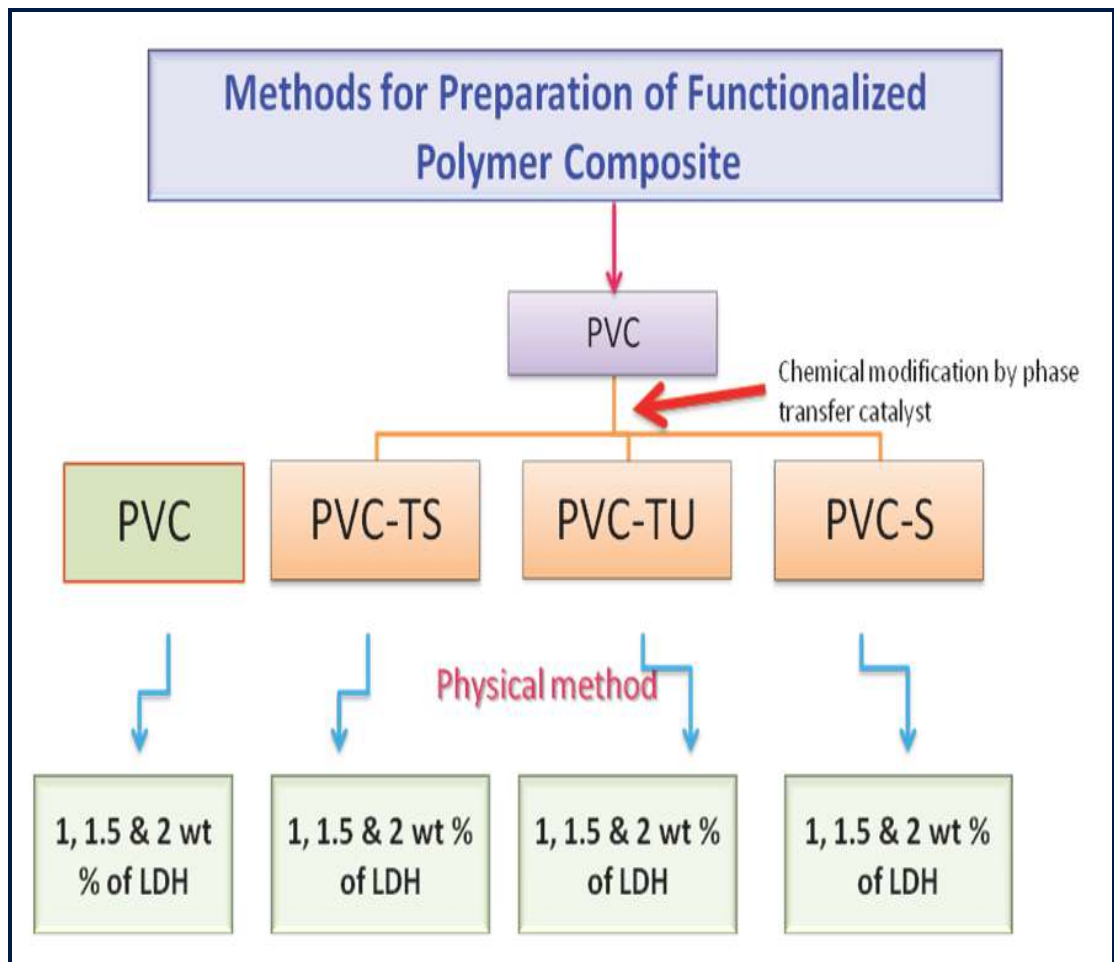 Methods for Preparation of Functionalized
Polymer Composite
PVC
Chemical modification by phase
transfer catalyst
PVC
PVC-TS
PVC-TU
PVC-S
Physical method
1, 1.5 & 2 wt
% of LDH
1, 1.5 & 2 wt %
of LDH
1, 1.5 & 2 wt %
of LDH
1, 1.5 & 2 wt %
of LDH